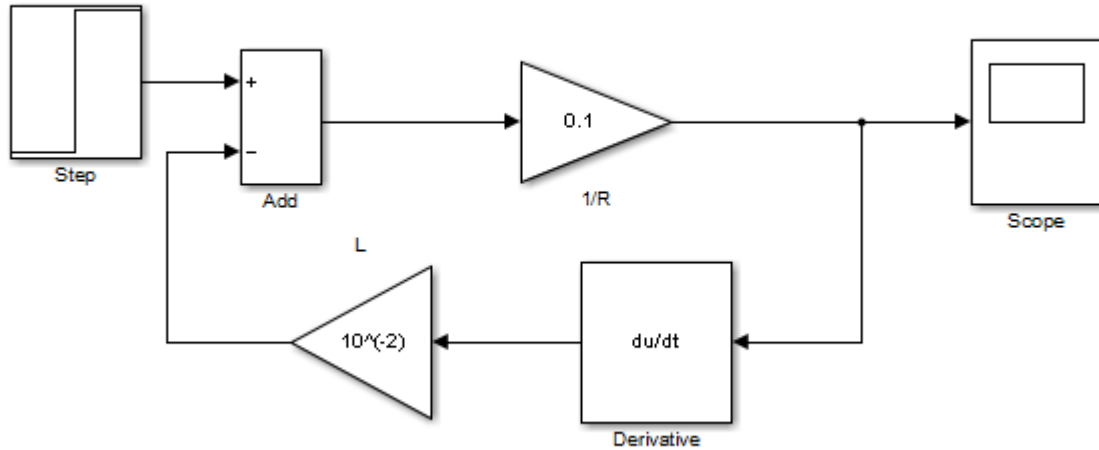 +
−
Step
Add
0.1
1/R
Scope
L
10^(-2)
du/dt
Derivative